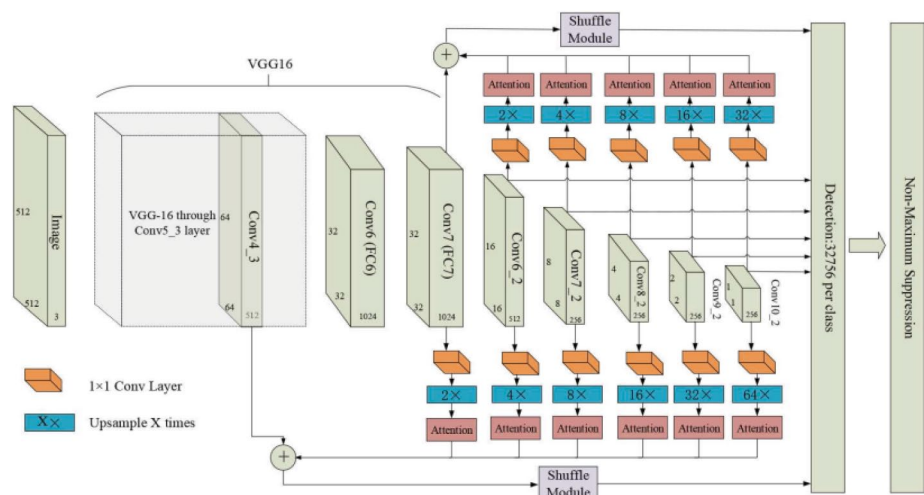 Shuffle
Module
VGG16
Attention
Attention
Attention
Attention
Attention
2×
4×
8×
16×
32×
512
512
3
Image
VGG-16 through
Conv5_3 layer
64
64
512
Conv4_3
32
32
1024
Conv6 (FC6)
32
32
1024
Conv7 (FC7)
16
16
512
Conv6_2
8
8
256
Conv7_2
4
4
256
Conv8_2
2
2
256
Conv9_2
1
1
256
Conv10_2
Detection:32756 per class
Non-Maximum Suppression
1×1 Conv Layer
X×
Upsample X times
2×
4×
8×
16×
32×
64×
Attention
Attention
Attention
Attention
Attention
Attention
Shuffle
Module